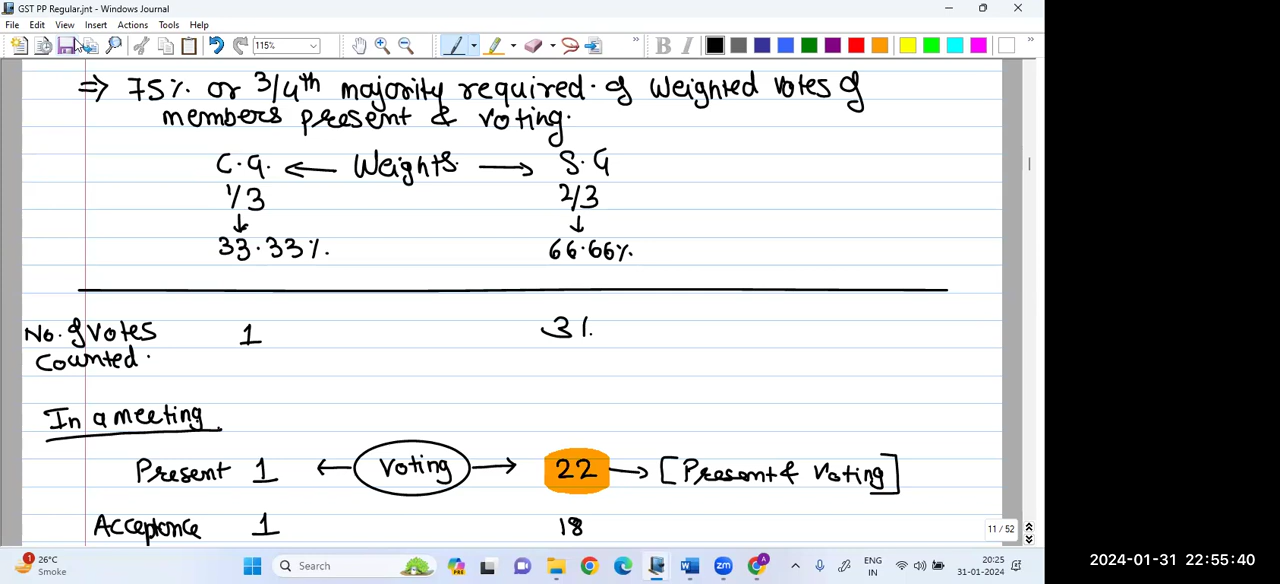 GST PP Regular.jnt - Windows Journal
File Edit View Insert Actions Tools Help
115%
B I
⇒ 75% or 3/4th majority required of Weighted Votes of
members present & voting.
C.G. ← Weights → S.G
1/3 2/3
↓ ↓
33.33% 66.66%
No. of votes 1 31
Counted.
In a meeting
Present 1 ← Voting → 22 → [Present & Voting]
Acceptance 1 18
11 / 52
26°C
Smoke
Search
PRE
ENG
IN
20:25
31-01-2024
2024-01-31 22:55:40